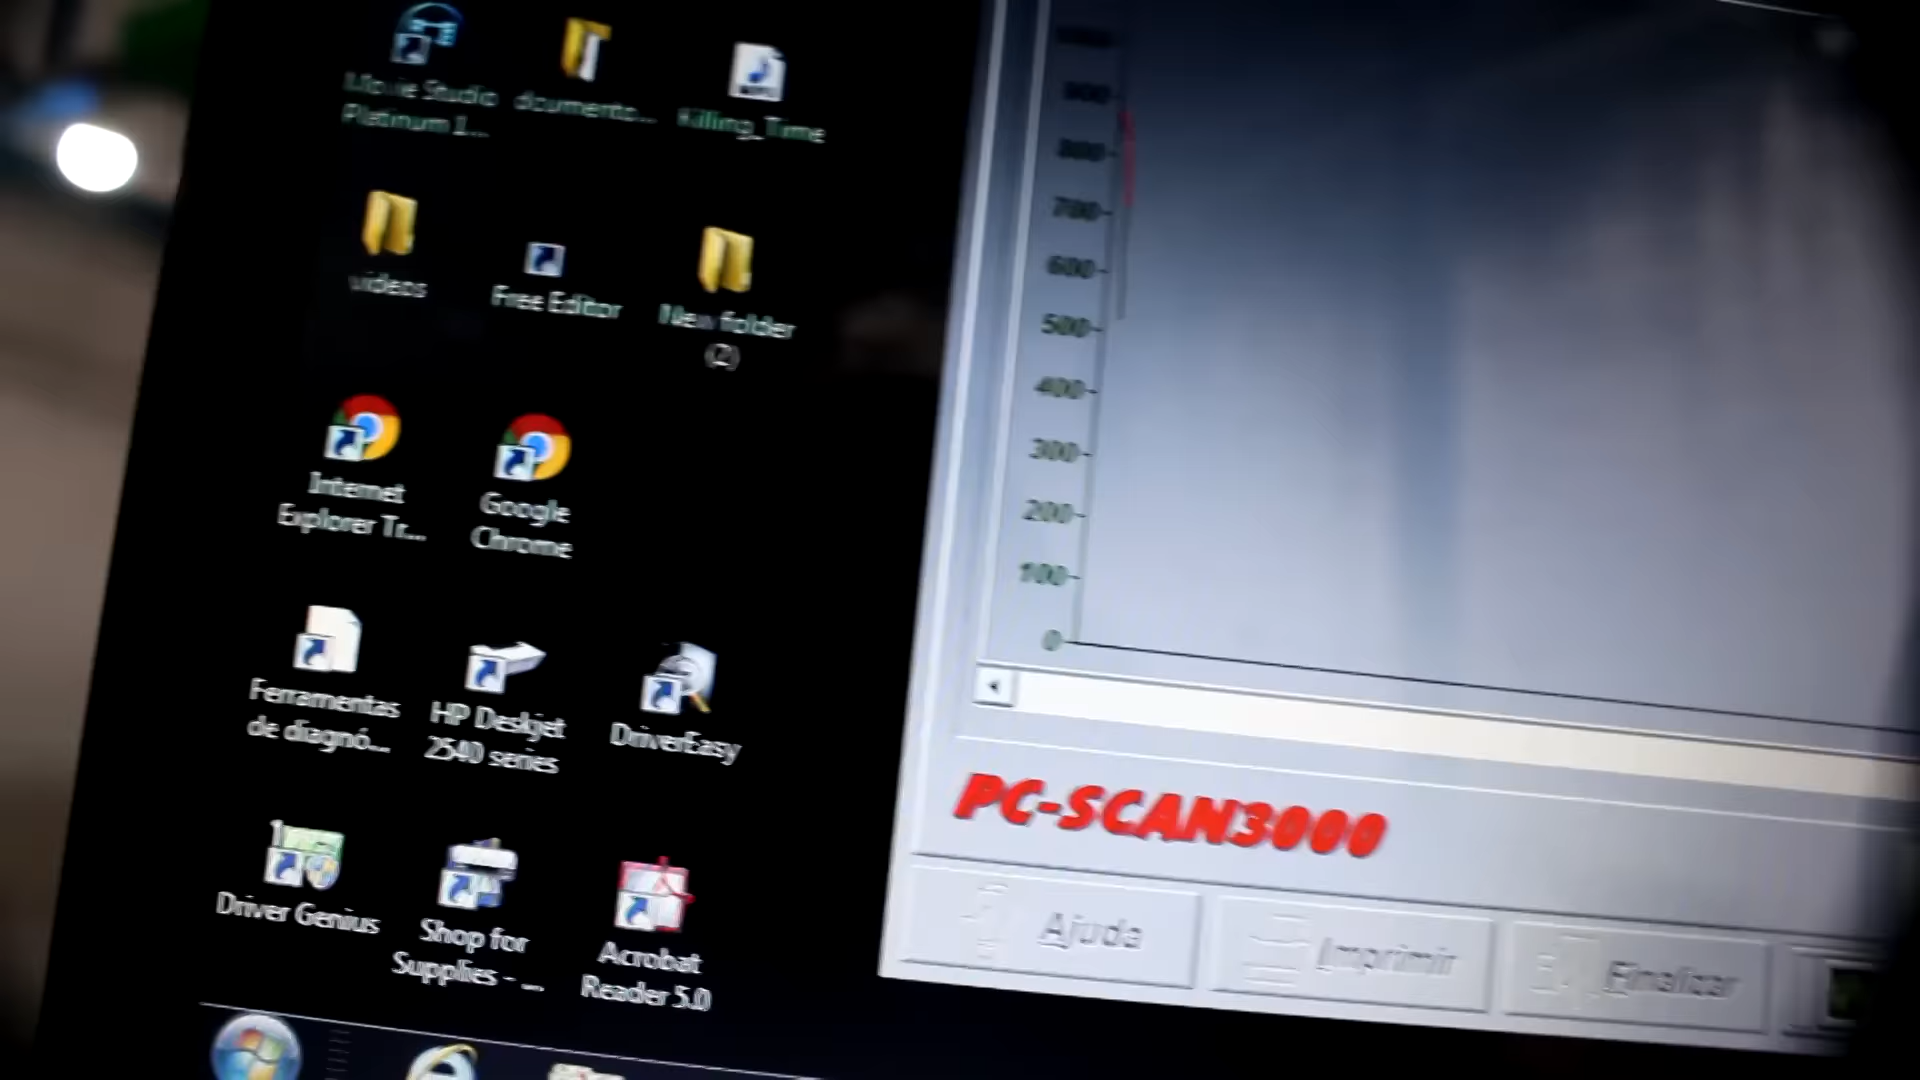 Movie Studio
Platinum 1...
documento...
Killing_Time
videos
Free Editor
New folder
(2)
Internet
Explorer Tr...
Google
Chrome
Ferramentas
de diagnó...
HP Deskjet
2540 series
DriverEasy
Driver Genius
Shop for
Supplies - ...
Acrobat
Reader 5.0
900
800
700
600
500
400
300
200
100
0
PC-SCAN3000
Ajuda
Imprimir
Finalizar